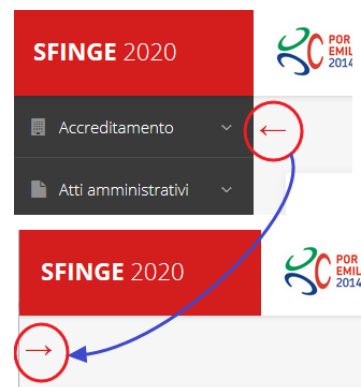 SFINGE 2020
POR
EMIL
2014
Accreditamento
←
Atti amministrativi
SFINGE 2020
POR
EMIL
2014
→